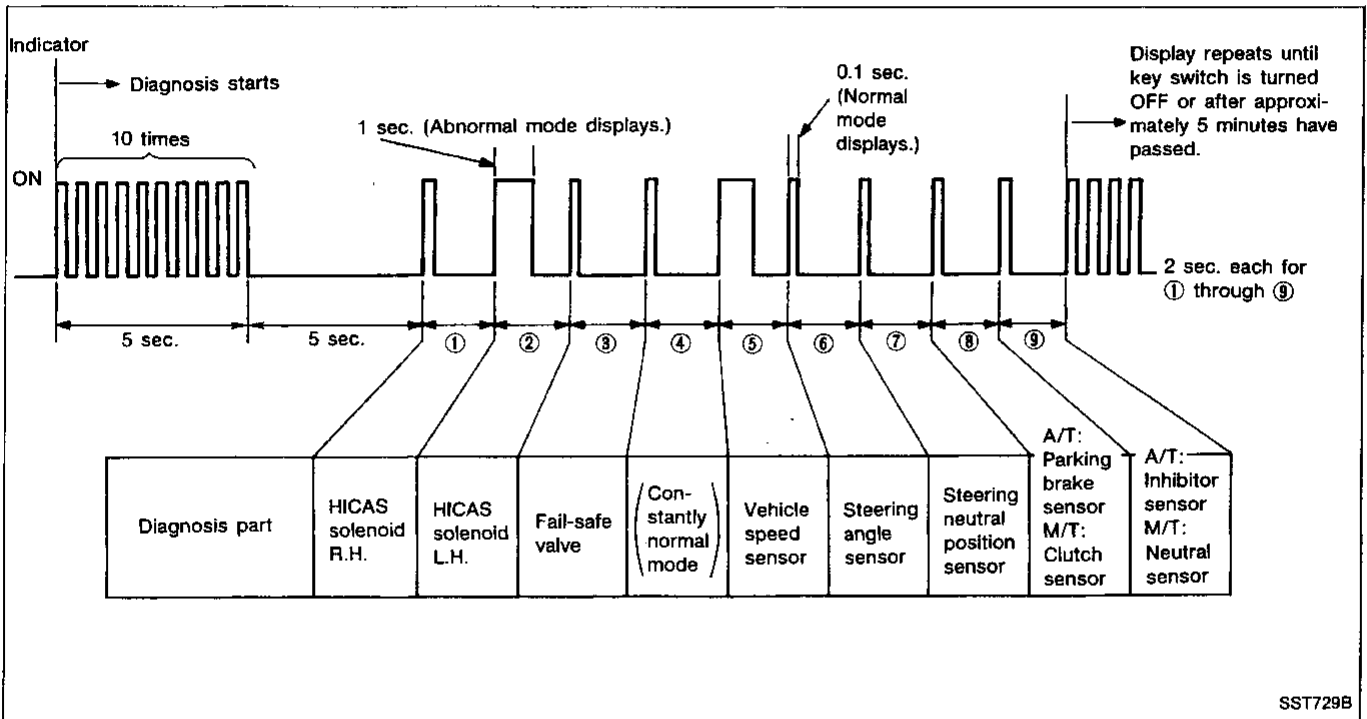 Indicator
Diagnosis starts
10 times
ON
1 sec. (Abnormal mode displays.)
0.1 sec.
(Normal
mode
displays.)
Display repeats until
key switch is turned
OFF or after approxi-
mately 5 minutes have
passed.
2 sec. each for
① through ⑨
5 sec.
5 sec.
① ② ③ ④ ⑤ ⑥ ⑦ ⑧ ⑨
Diagnosis part
HICAS
solenoid
R.H.
HICAS
solenoid
L.H.
Fail-safe
valve
(Con-
stantly
normal
mode)
Vehicle
speed
sensor
Steering
angle
sensor
Steering
neutral
position
sensor
A/T:
Parking
brake
sensor
M/T:
Clutch
sensor
A/T:
Inhibitor
sensor
M/T:
Neutral
sensor
SST729B